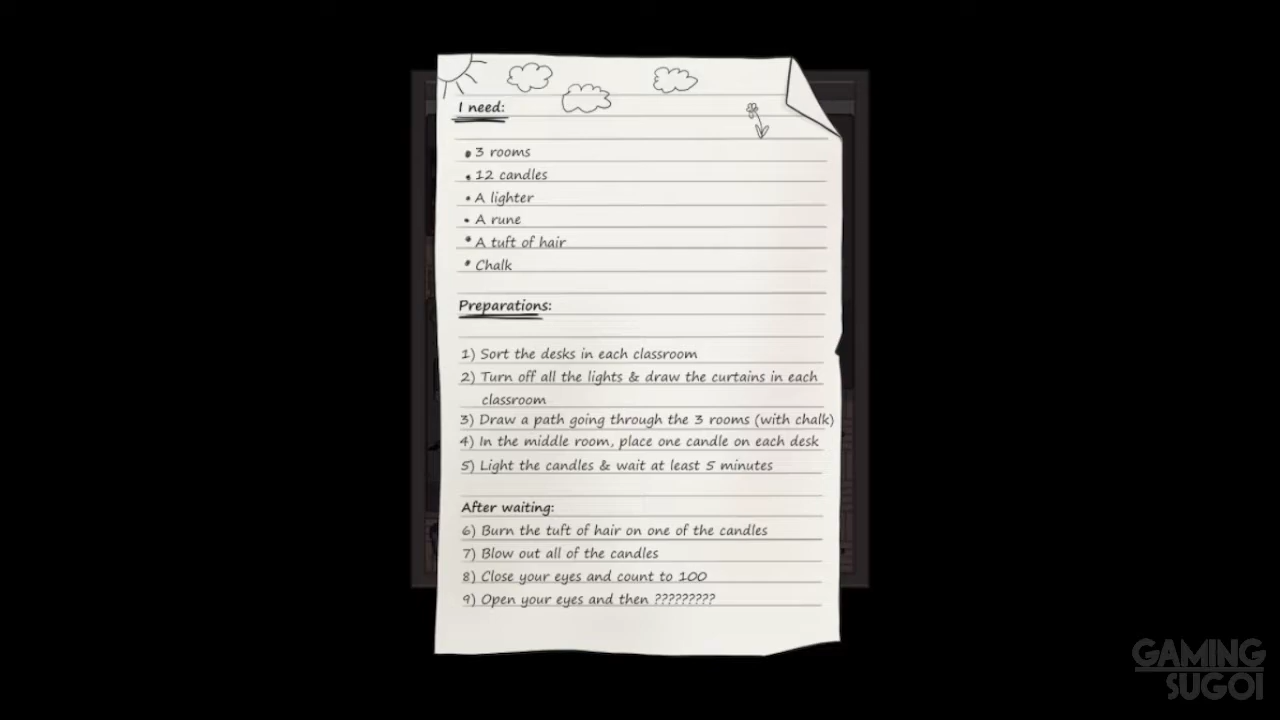 I need:
• 3 rooms
• 12 candles
• A lighter
• A rune
• A tuft of hair
• Chalk
Preparations:
1) Sort the desks in each classroom
2) Turn off all the lights & draw the curtains in each
classroom
3) Draw a path going through the 3 rooms (with chalk)
4) In the middle room, place one candle on each desk
5) Light the candles & wait at least 5 minutes
After waiting:
6) Burn the tuft of hair on one of the candles
7) Blow out all of the candles
8) Close your eyes and count to 100
9) Open your eyes and then ?????????
GAMING
SUGOI